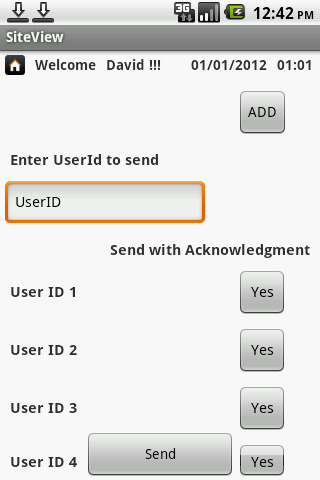 3G 12:42 PM
SiteView
Welcome David !!! 01/01/2012 01:01
ADD
Enter UserId to send
UserID
Send with Acknowledgment
User ID 1 Yes
User ID 2 Yes
User ID 3 Yes
User ID 4 Send Yes